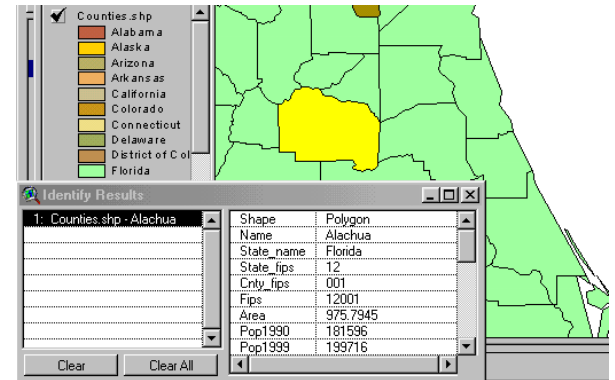 Counties.shp
Alabama
Alaska
Arizona
Arkansas
California
Colorado
Connecticut
Delaware
District of Col
Florida
Identify Results
1: Counties.shp - Alachua
Shape Polygon
Name Alachua
State_name Florida
State_fips 12
Cnty_fips 001
Fips 12001
Area 975.7945
Pop1990 181596
Pop1999 199716
Clear Clear All